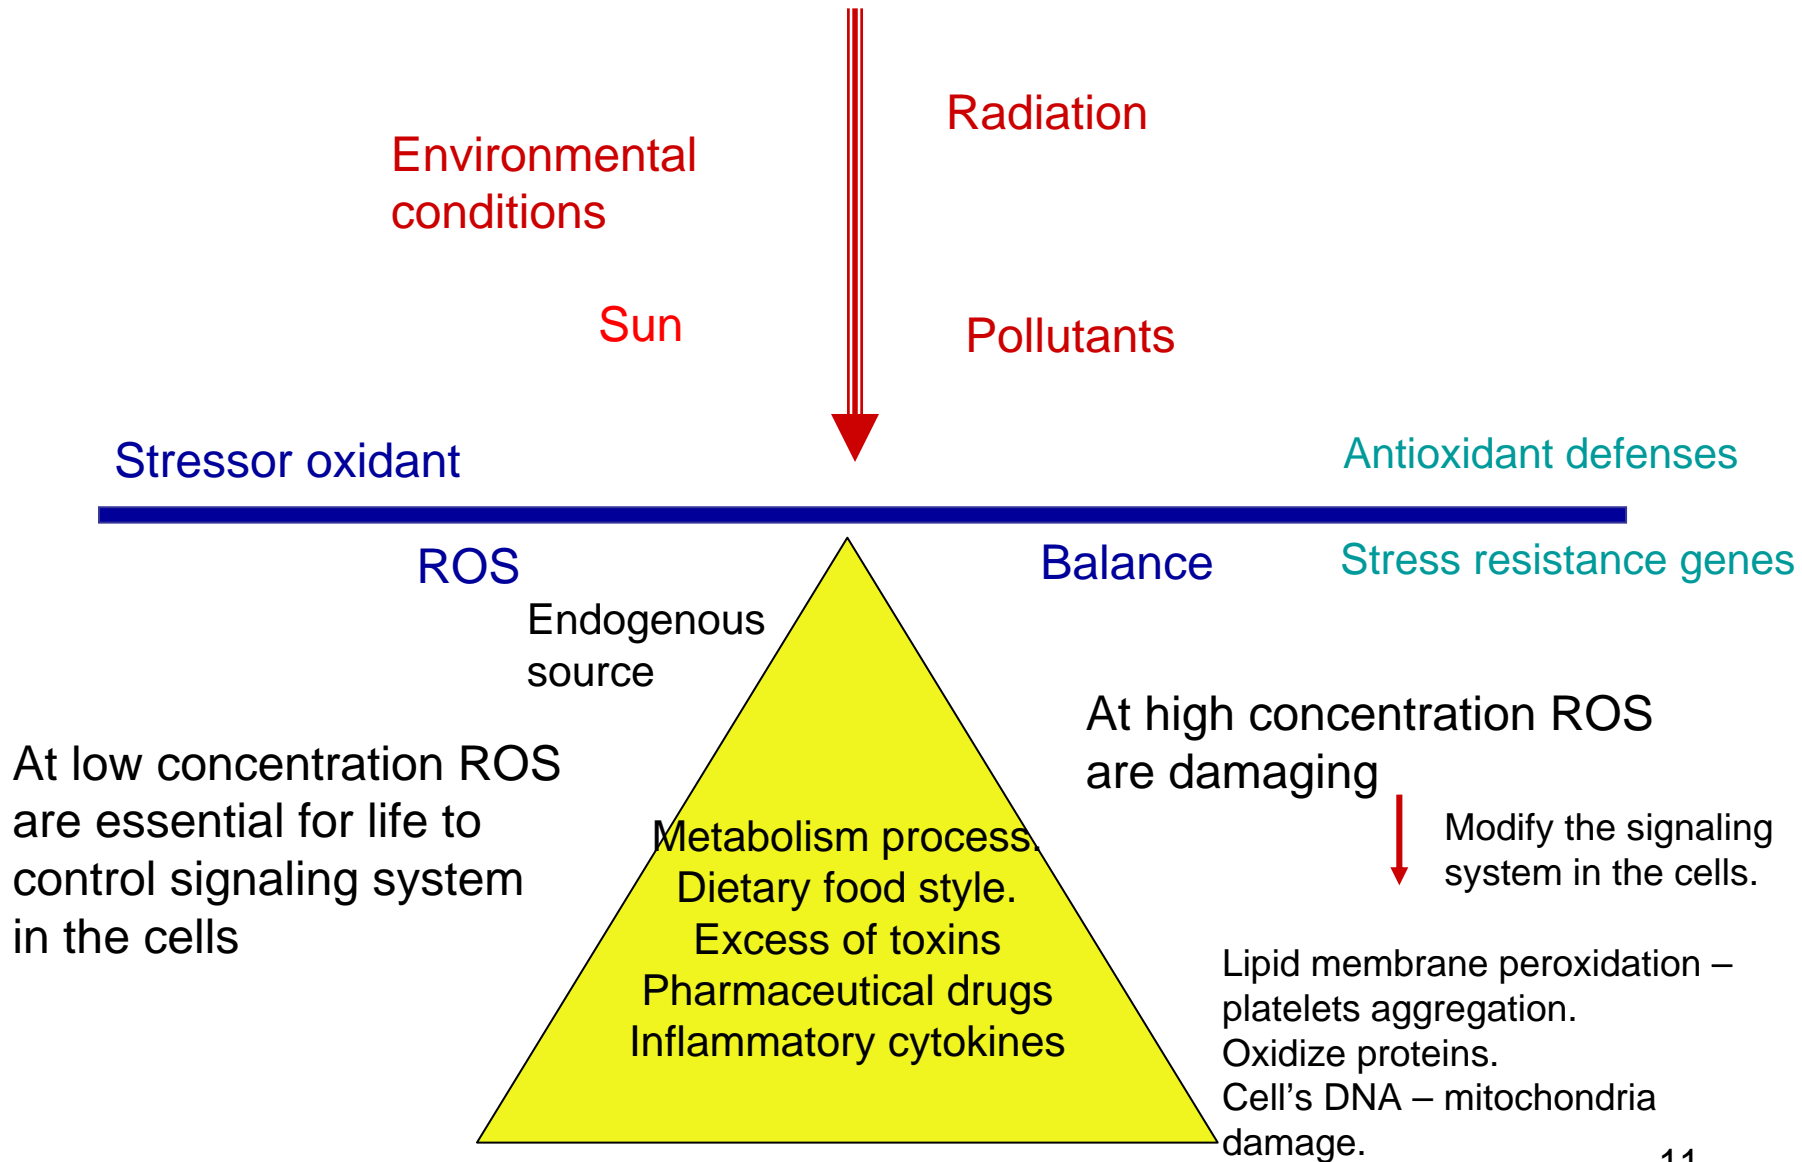 Radiation
Environmental
conditions
Sun
Pollutants
Stressor oxidant
Antioxidant defenses
ROS
Balance
Stress resistance genes
Endogenous
source
At low concentration ROS
are essential for life to
control signaling system
in the cells
Metabolism process.
Dietary food style.
Excess of toxins
Pharmaceutical drugs
Inflammatory cytokines
At high concentration ROS
are damaging
Modify the signaling
system in the cells.
Lipid membrane peroxidation –
platelets aggregation.
Oxidize proteins.
Cell's DNA – mitochondria
damage.
11